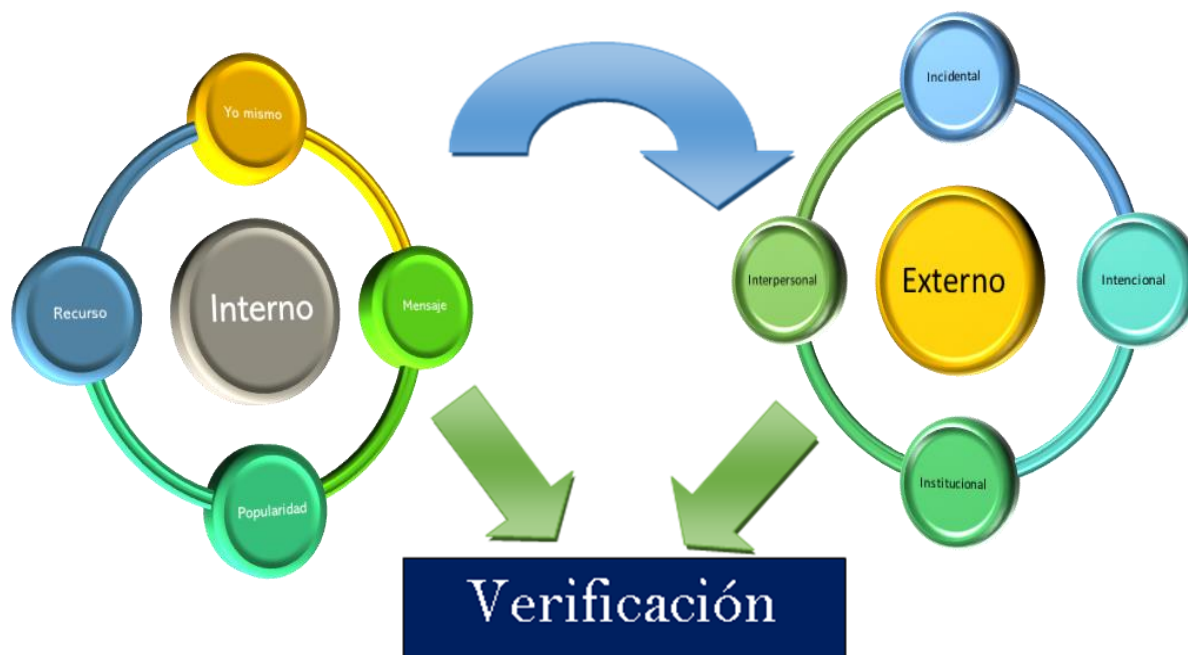 Yo mismo
Recurso
Interno
Mensaje
Popularidad
Incidental
Interpersonal
Externo
Intencional
Institucional
Verificación